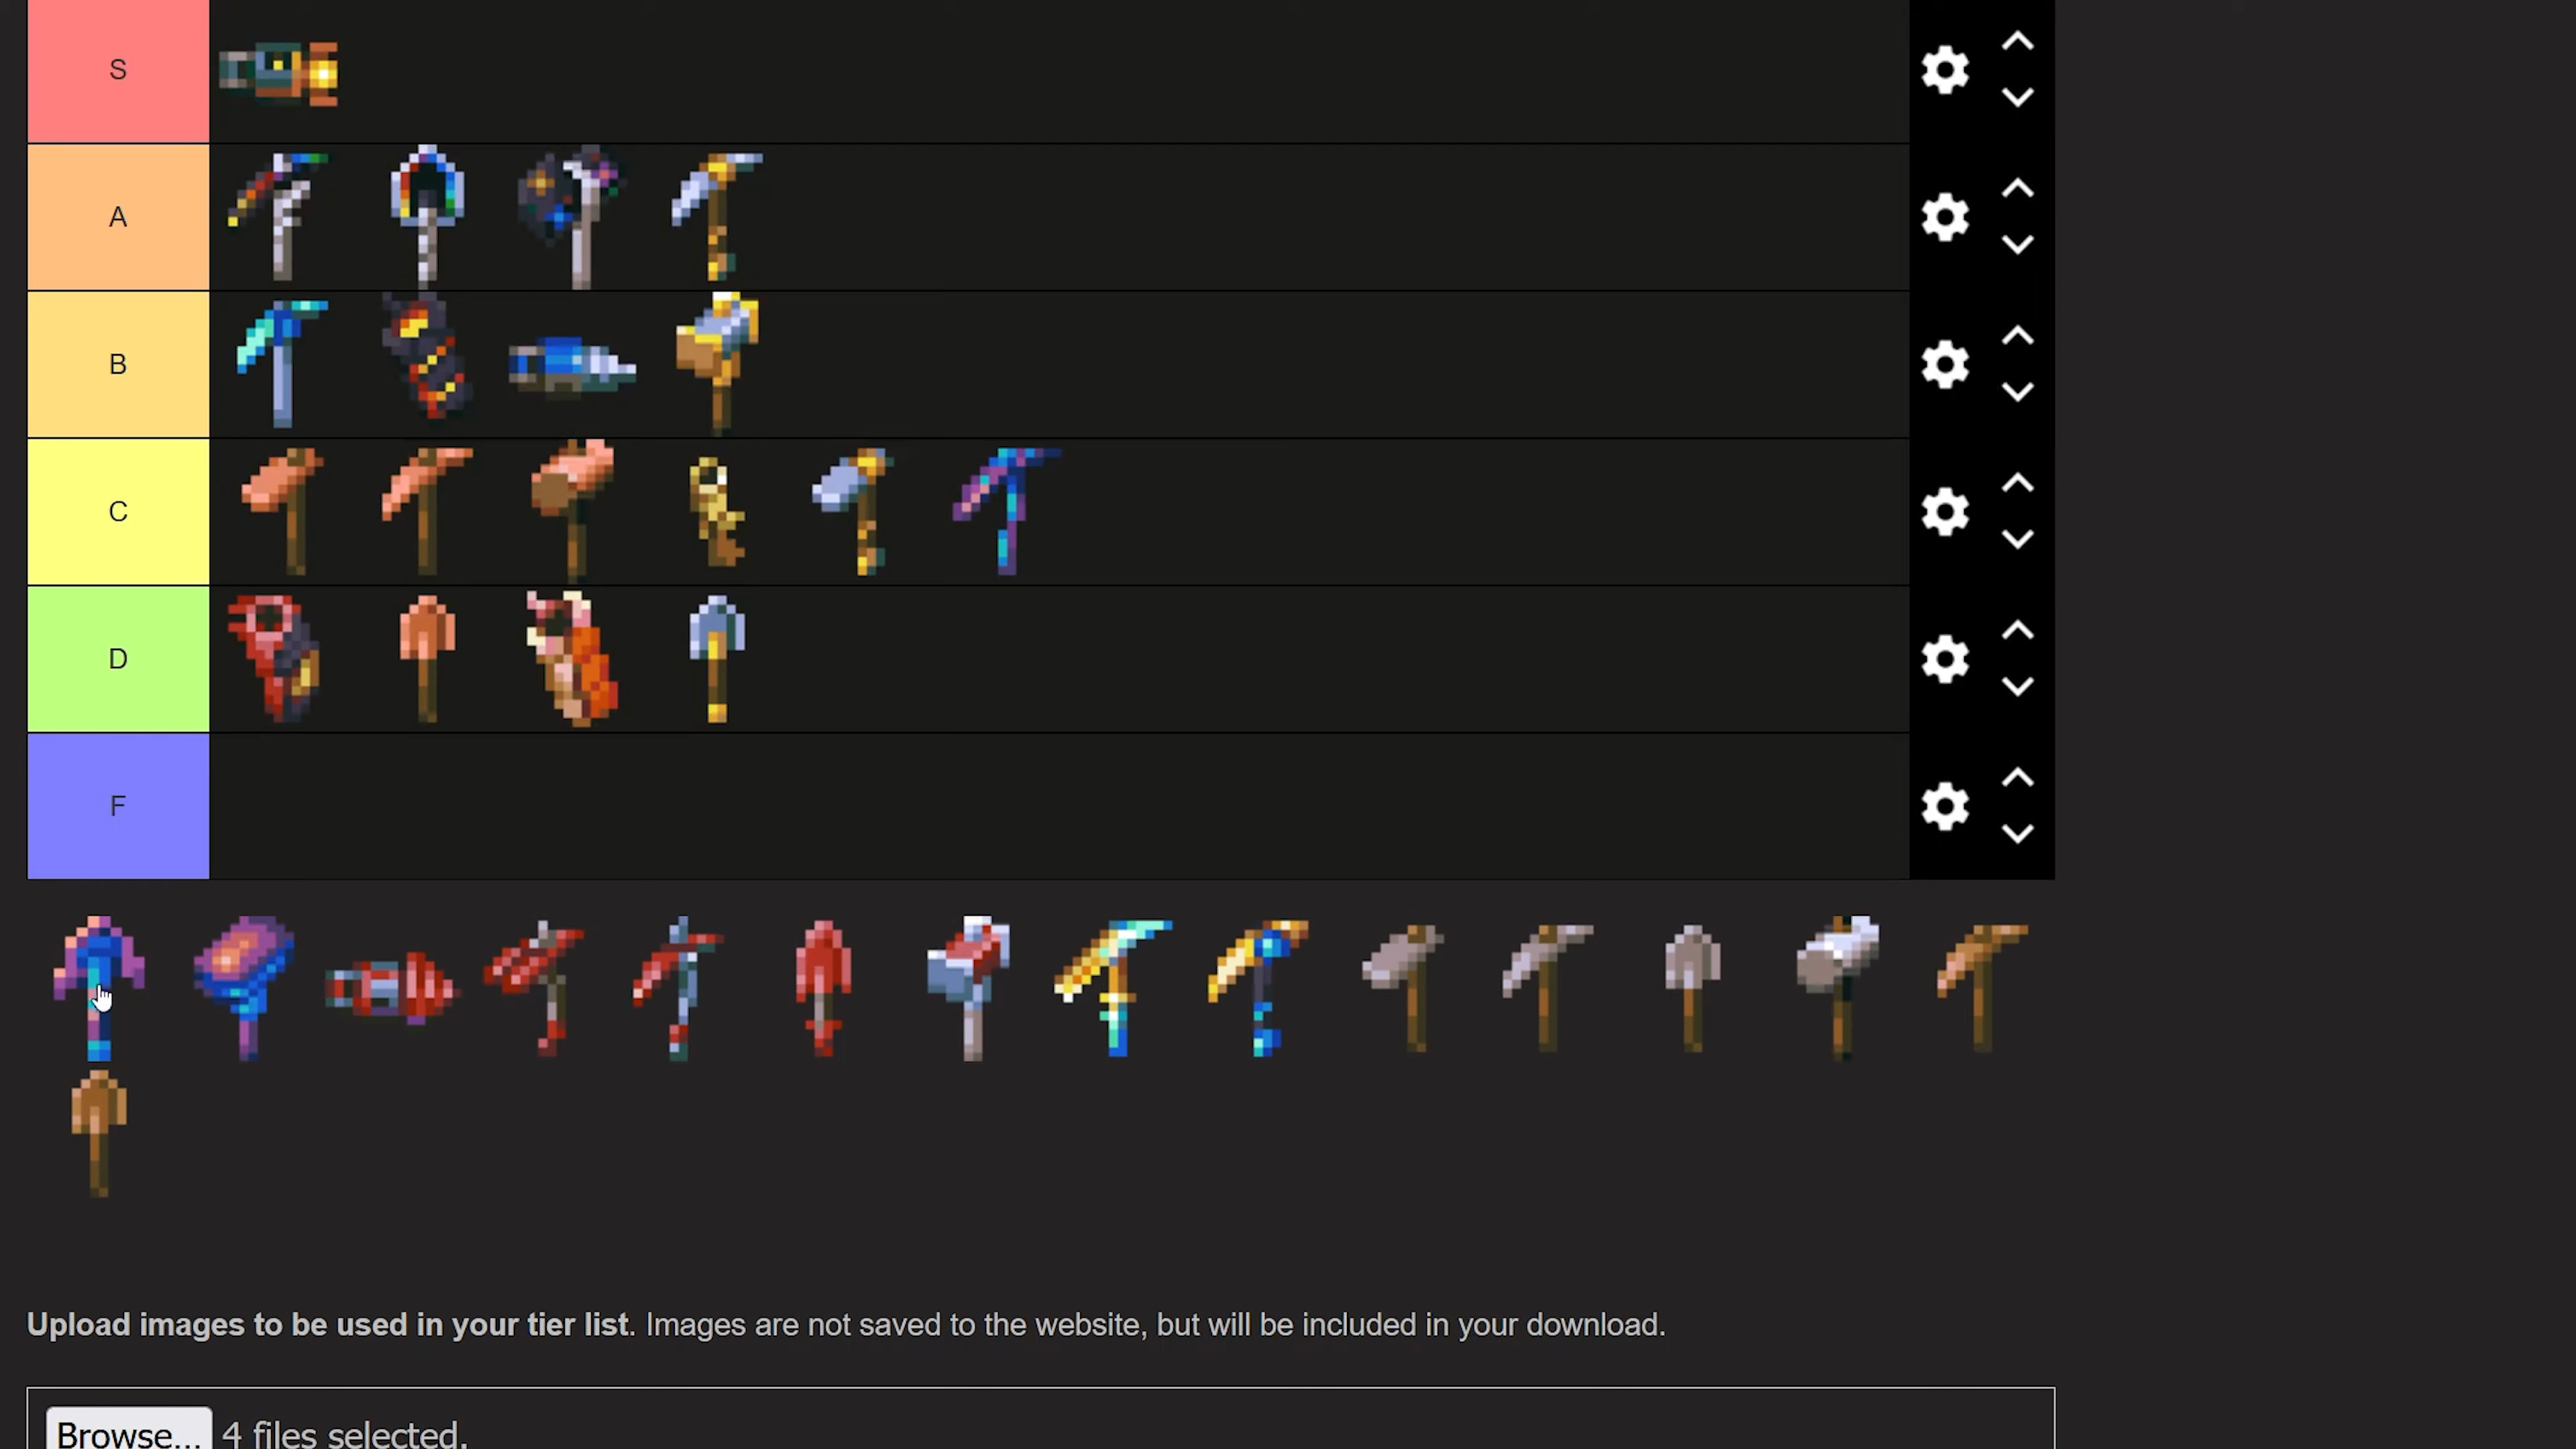 S
A
B
C
D
F
Upload images to be used in your tier list. Images are not saved to the website, but will be included in your download.
Browse... 4 files selected.